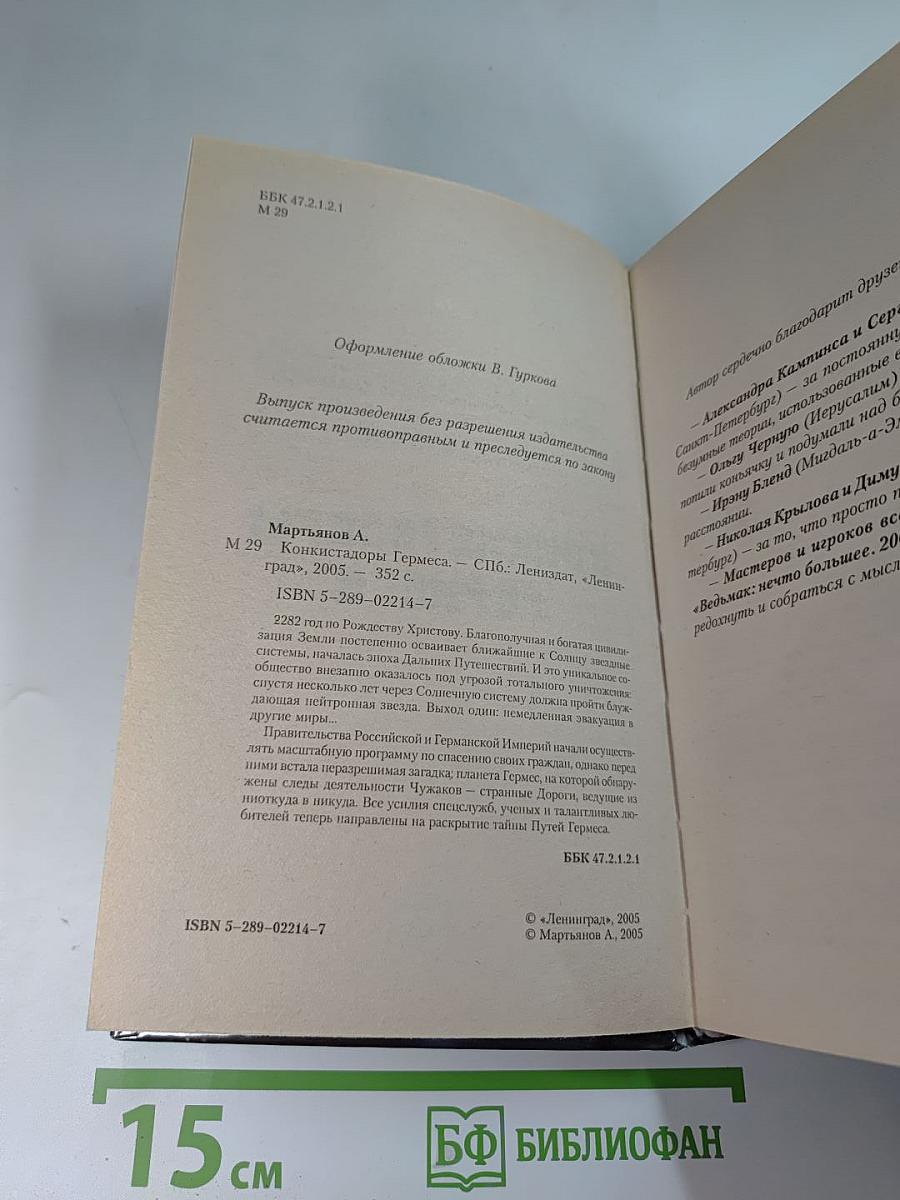 ББК 47.2.1.2.1
М 29
Оформление обложки В. Гуркова
Выпуск произведения без разрешения издательства
считается противоправным и преследуется по закону
Мартьянов А.
М 29 Конкистадоры Гермеса. — СПб.: Лениздат, «Ленин-
град», 2005. — 352 с.
ISBN 5-289-02214-7
2282 год по Рождеству Христову. Благополучная и богатая цивили-
зация Земли постепенно осваивает ближайшие к Солнцу звездные
системы, началась эпоха Дальних Путешествий. И это уникальное со-
общество внезапно оказалось под угрозой тотального уничтожения:
спустя несколько лет через Солнечную систему должна пройти блуж-
дающая нейтронная звезда. Выход один: немедленная эвакуация в
другие миры...
Правительства Российской и Германской Империй начали осуществ-
лять масштабную программу по спасению своих граждан, однако перед
ними встала неразрешимая загадка; планета Гермес, на которой обнару-
жены следы деятельности Чужаков — странные Дороги, ведущие из
ниоткуда в никуда. Все усилия спецслужб, ученых и талантливых лю-
бителей теперь направлены на раскрытие тайны Путей Гермеса.
ББК 47.2.1.2.1
ISBN 5-289-02214-7
© «Ленинград», 2005
© Мартьянов А., 2005
Автор сердечно благодарит друзе
— Александра Кампинса и Сер
Санкт-Петербург) — за постоянну
безумные теории, использованные
— Ольгу Черную (Иерусалим)
попили коньячку и подумали над б
— Ирэну Бленд (Мигдаль-а-Э
расстоянии.
— Николая Крылова и Диму
тербург) — за то, что просто п
— Мастеров и игроков все
«Ведьмак: нечто большее. 20
редохнуть и собраться с мысл
15 см
БФ БИБЛИОФАН